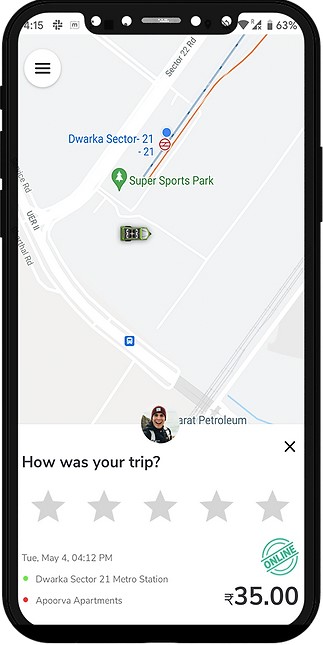 4:15
63%
Sector 22 Rd
Dwarka Sector- 21
- 21
Super Sports Park
UER II
arat Petroleum
How was your trip?
Tue, May 4, 04:12 PM
ONLINE
Dwarka Sector 21 Metro Station
Apoorva Apartments
₹35.00